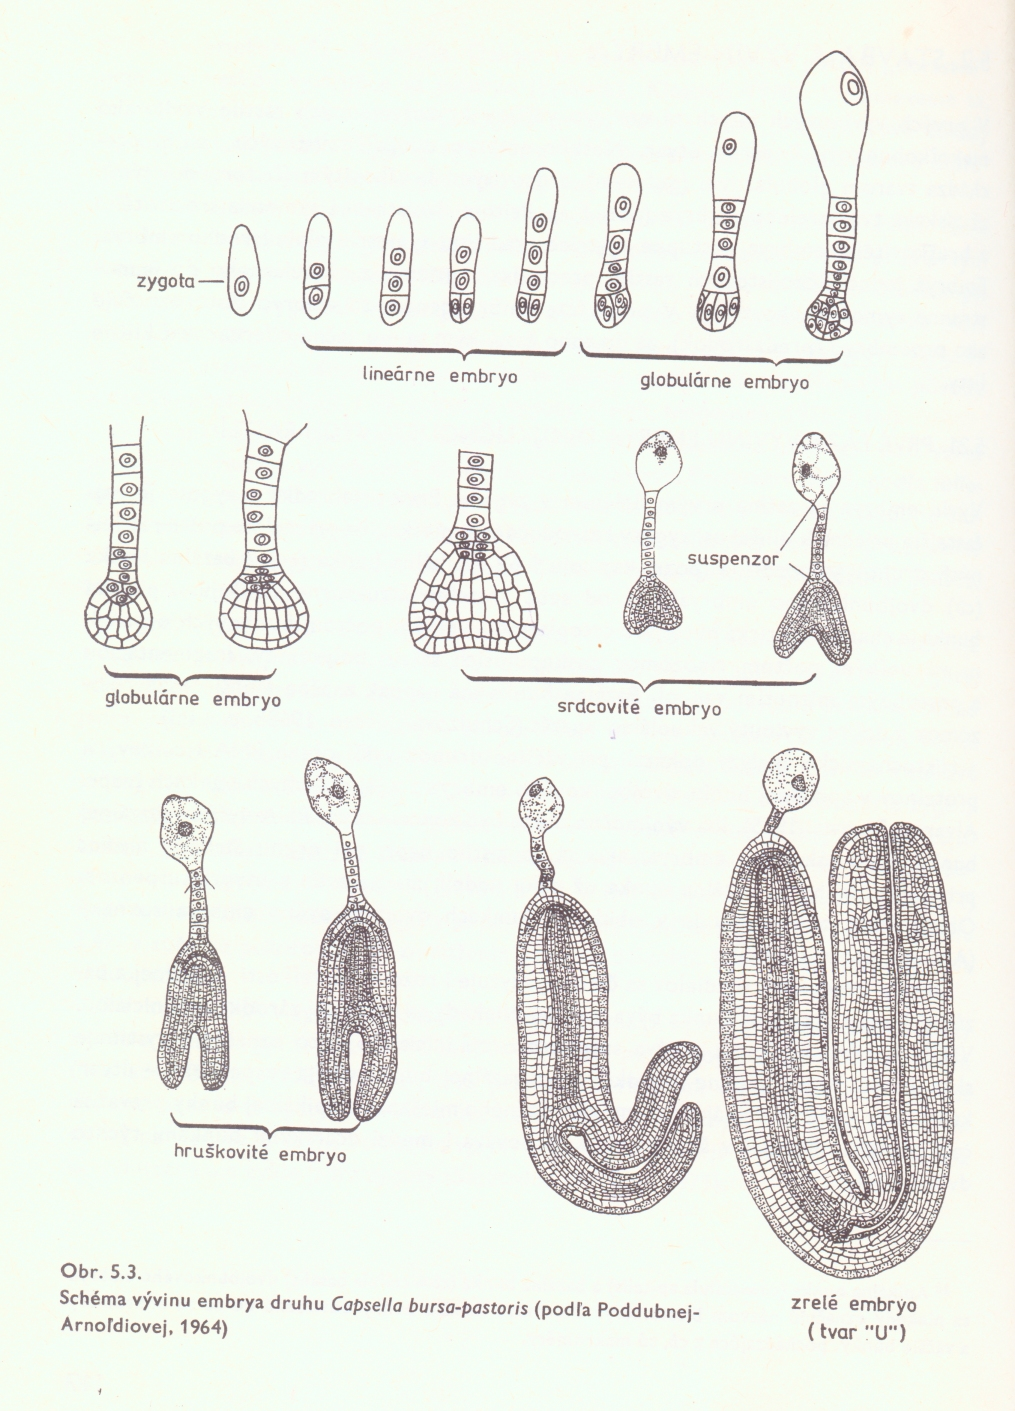 zygota
lineárne embryo
globulárne embryo
suspenzor
globulárne embryo
srdcovité embryo
hruškovité embryo
Obr. 5.3.
Schéma vývinu embrya druhu Capsella bursa-pastoris (podľa Poddubnej-
Arnoľdiovej, 1964)
zrelé embryo
(tvar "U")